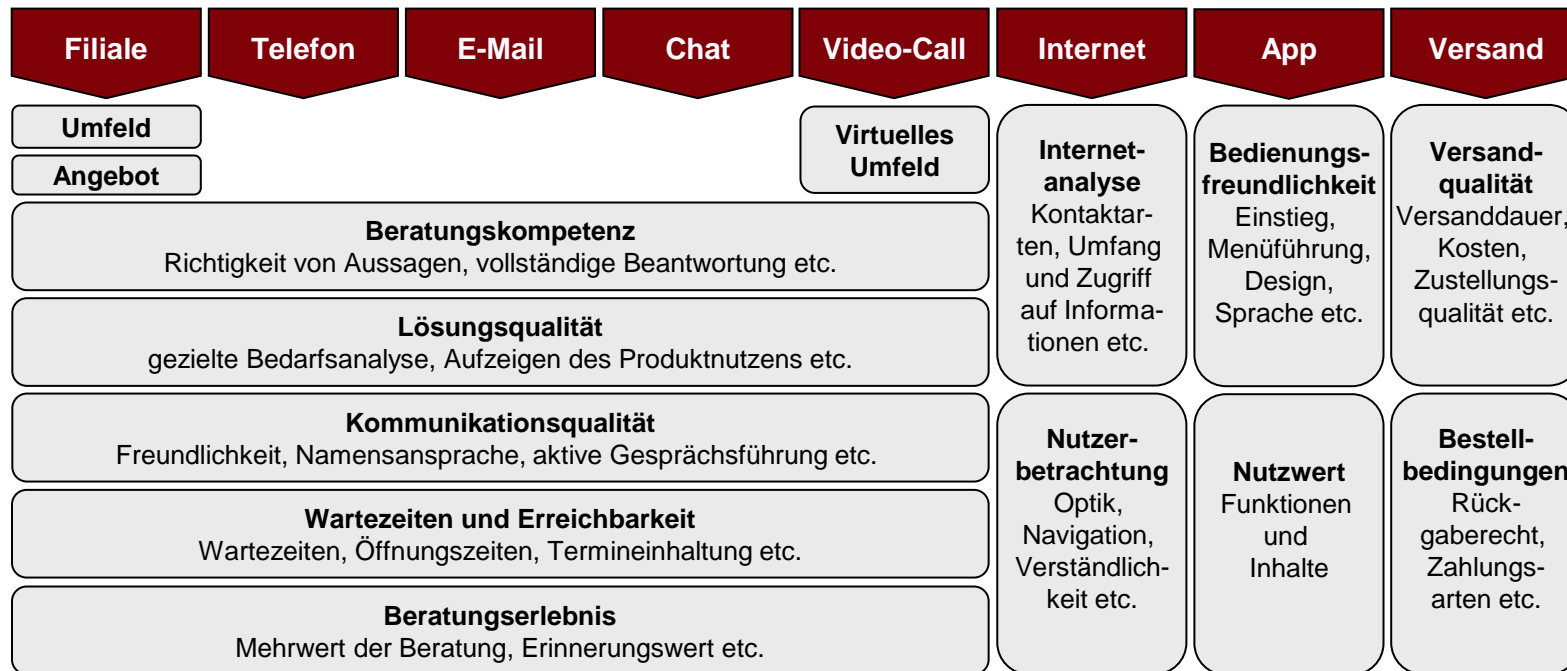 Filiale
Telefon
E-Mail
Chat
Video-Call
Internet
App
Versand
Umfeld
Angebot
Virtuelles
Umfeld
Beratungskompetenz
Richtigkeit von Aussagen, vollständige Beantwortung etc.
Lösungsqualität
gezielte Bedarfsanalyse, Aufzeigen des Produktnutzens etc.
Kommunikationsqualität
Freundlichkeit, Namensansprache, aktive Gesprächsführung etc.
Wartezeiten und Erreichbarkeit
Wartezeiten, Öffnungszeiten, Termineinhaltung etc.
Beratungserlebnis
Mehrwert der Beratung, Erinnerungswert etc.
Internet-
analyse
Kontaktar-
ten, Umfang
und Zugriff
auf Informa-
tionen etc.
Nutzer-
betrachtung
Optik,
Navigation,
Verständlich-
keit etc.
Bedienungs-
freundlichkeit
Einstieg,
Menüführung,
Design,
Sprache etc.
Nutzwert
Funktionen
und
Inhalte
Versand-
qualität
Versanddauer,
Kosten,
Zustellungs-
qualität etc.
Bestell-
bedingungen
Rück-
gaberecht,
Zahlungs-
arten etc.